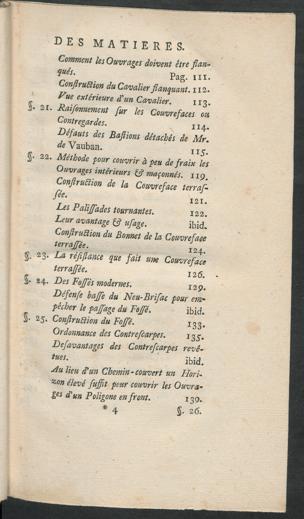 DES MATIERES.
Comment les Ouvrages doivent être flan-
qués. Pag. 111.
Construction du Cavalier flanquant. 112.
Vue extérieure d'un Cavalier. 113.
§. 21. Raisonnement sur les Couvrefaces ou
Contregardes. 114.
Défauts des Bastions détachés de Mr.
de Vauban. 115.
§. 22. Méthode pour couvrir à peu de fraix les
Ouvrages intérieurs & maçonnés. 119.
Construction de la Couvreface terras-
sée. 121.
Les Palissades tournantes. 122.
Leur avantage & usage. ibid.
Construction du Bonnet de la Couvreface
terrassée. 124.
§. 23. La résistance que fait une Couvreface
terrassée. 126.
§. 24. Des Fossés modernes. 129.
Défense basse du Neu-Brisac pour em-
pêcher le passage du Fossé. ibid.
§. 25. Construction du Fossé. 133.
Ordonnance des Contrescarpes. 135.
Desavantages des Contrescarpes revê-
tues. ibid.
Au lieu d'un Chemin-couvert un Hori-
zon élevé suffit pour couvrir les Ouvra-
ges d'un Poligone en front. 139.
* 4 §. 26.